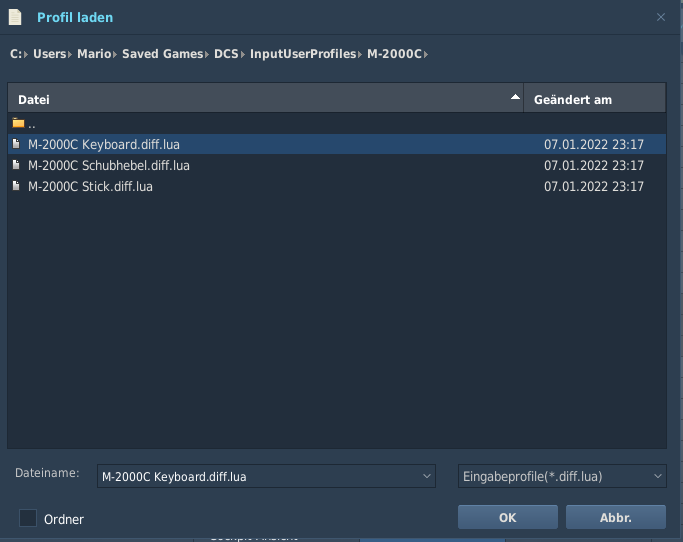 Profil laden
C: Users Mario Saved Games DCS InputUserProfiles M-2000C
Datei Geändert am
..
M-2000C Keyboard.diff.lua 07.01.2022 23:17
M-2000C Schubhebel.diff.lua 07.01.2022 23:17
M-2000C Stick.diff.lua 07.01.2022 23:17
Dateiname: M-2000C Keyboard.diff.lua Eingabeprofile(*.diff.lua)
Ordner OK Abbr.